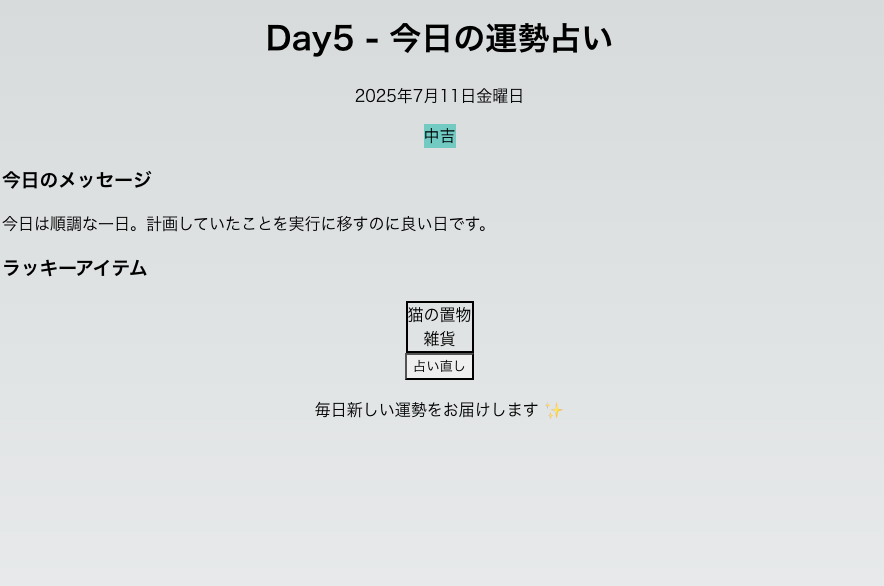 Day5 - 今日の運勢占い
2025年7月11日金曜日
中吉
今日のメッセージ
今日は順調な一日。計画していたことを実行に移すのに良い日です。
ラッキーアイテム
猫の置物
雑貨
占い直し
毎日新しい運勢をお届けします ✨